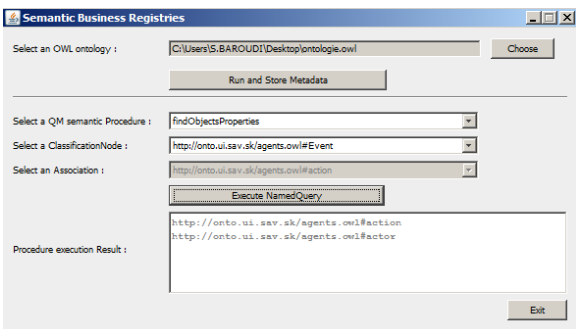 Semantic Business Registries
Select an OWL ontology : C:\Users\S.BAROUDI\Desktop\ontologie.owl Choose
Run and Store Metadata
Select a QM semantic Procedure : findObjectsProperties
Select a ClassificationNode : http://onto.ui.sav.sk/agents.owl#Event
Select an Association : http://onto.ui.sav.sk/agents.owl#action
Execute NamedQuery
http://onto.ui.sav.sk/agents.owl#action
http://onto.ui.sav.sk/agents.owl#actor
Procedure execution Result :
Exit